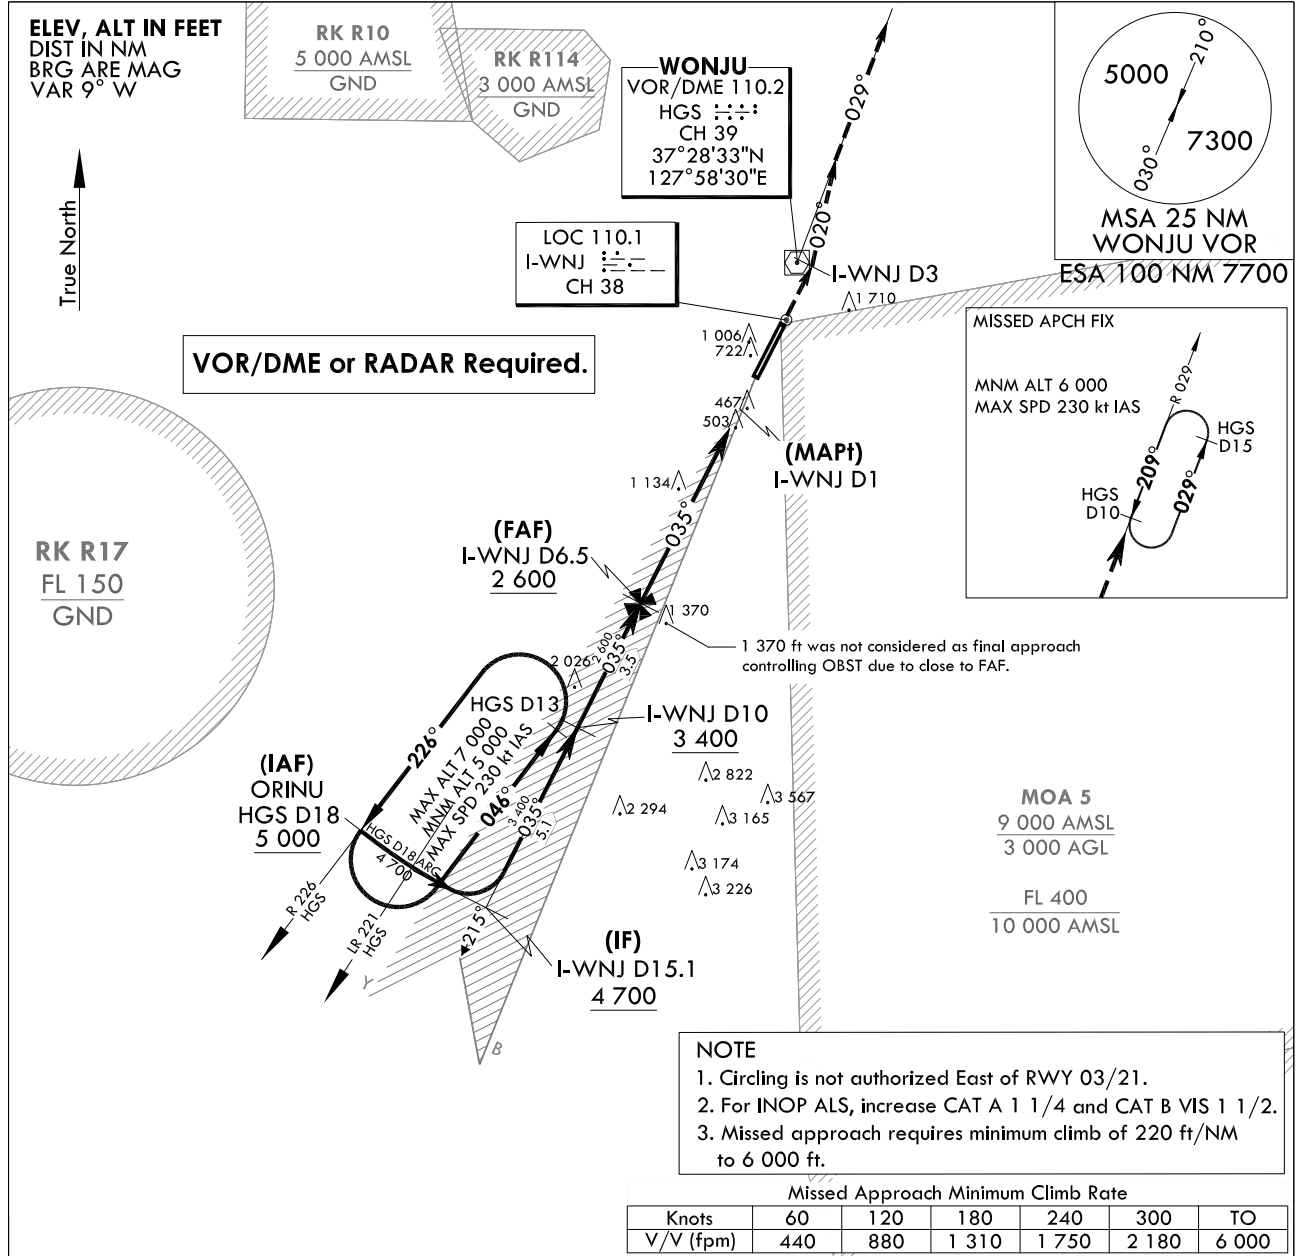 ELEV, ALT IN FEET
DIST IN NM
BRG ARE MAG
VAR 9° W
True North
RK R10
5 000 AMSL
GND
RK R114
3 000 AMSL
GND
WONJU
VOR/DME 110.2
HGS
CH 39
37°28'33"N
127°58'30"E
029°
020°
5000
7300
210°
030°
MSA 25 NM
WONJU VOR
ESA 100 NM 7700
LOC 110.1
I-WNJ
CH 38
I-WNJ D3
1 710
1 006
722
VOR/DME or RADAR Required.
467
503
(MAPt)
I-WNJ D1
MISSED APCH FIX
MNM ALT 6 000
MAX SPD 230 kt IAS
R 029
HGS
D15
209°
029°
HGS
D10
1 134
035°
RK R17
FL 150
GND
(FAF)
I-WNJ D6.5
2 600
1 370
1 370 ft was not considered as final approach
controlling OBST due to close to FAF.
2 026
2 600
035°
3.5
HGS D13
I-WNJ D10
3 400
226°
MAX ALT 7 000
MNM ALT 5 000
MAX SPD 230 kt IAS
046°
3 400
035°
5.1
(IAF)
ORINU
HGS D18
5 000
HGS D18 ARC
4 700
2 822
2 294
3 567
3 165
3 174
3 226
MOA 5
9 000 AMSL
3 000 AGL
FL 400
10 000 AMSL
R 226
HGS
LR 221
HGS
215°
Y
B
(IF)
I-WNJ D15.1
4 700
NOTE
1. Circling is not authorized East of RWY 03/21.
2. For INOP ALS, increase CAT A 1 1/4 and CAT B VIS 1 1/2.
3. Missed approach requires minimum climb of 220 ft/NM
to 6 000 ft.
Missed Approach Minimum Climb Rate
Knots 60 120 180 240 300 TO
V/V (fpm) 440 880 1 310 1 750 2 180 6 000